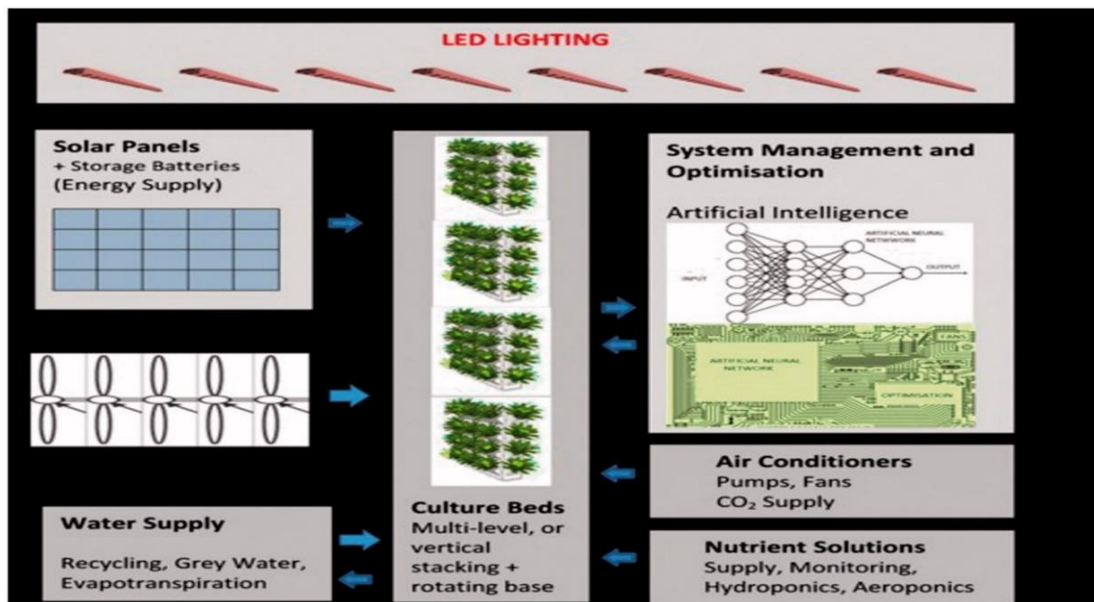 LED LIGHTING
Solar Panels
+ Storage Batteries
(Energy Supply)
System Management and
Optimisation
Artificial Intelligence
ARTIFICIAL NEURAL
NETWWORK
INPUT
OUTPUT
FANS
ARTIFICIAL NEURAL
NETWORK
OPTIMISATION
Air Conditioners
Pumps, Fans
CO₂ Supply
Culture Beds
Multi-level, or
vertical
stacking +
rotating base
Water Supply
Recycling, Grey Water,
Evapotranspiration
Nutrient Solutions
Supply, Monitoring,
Hydroponics, Aeroponics